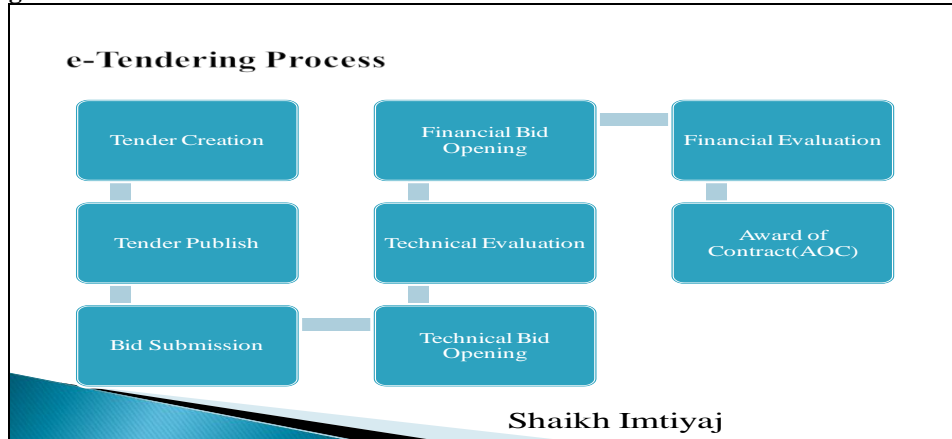 e-Tendering Process
Tender Creation
Tender Publish
Bid Submission
Technical Bid
Opening
Technical Evaluation
Financial Bid
Opening
Financial Evaluation
Award of
Contract(AOC)
Shaikh Imtiyaj